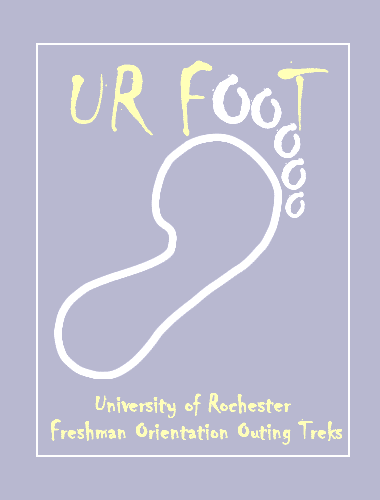 UR FOOT
University of Rochester
Freshman Orientation Outing Treks